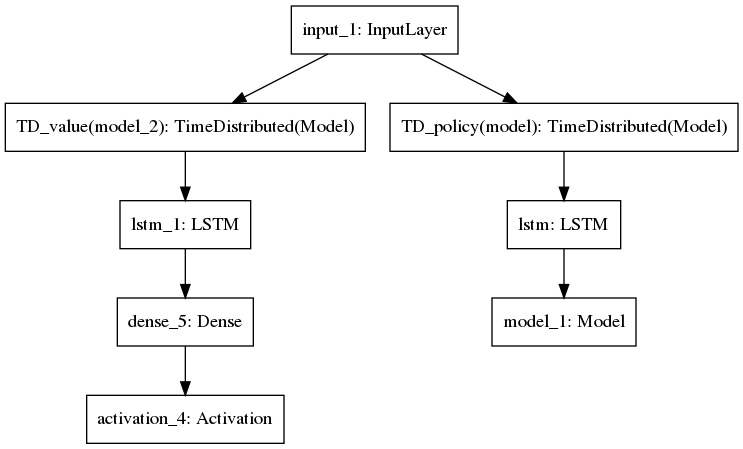 input_1: InputLayer
TD_value(model_2): TimeDistributed(Model)
TD_policy(model): TimeDistributed(Model)
lstm_1: LSTM
lstm: LSTM
dense_5: Dense
model_1: Model
activation_4: Activation